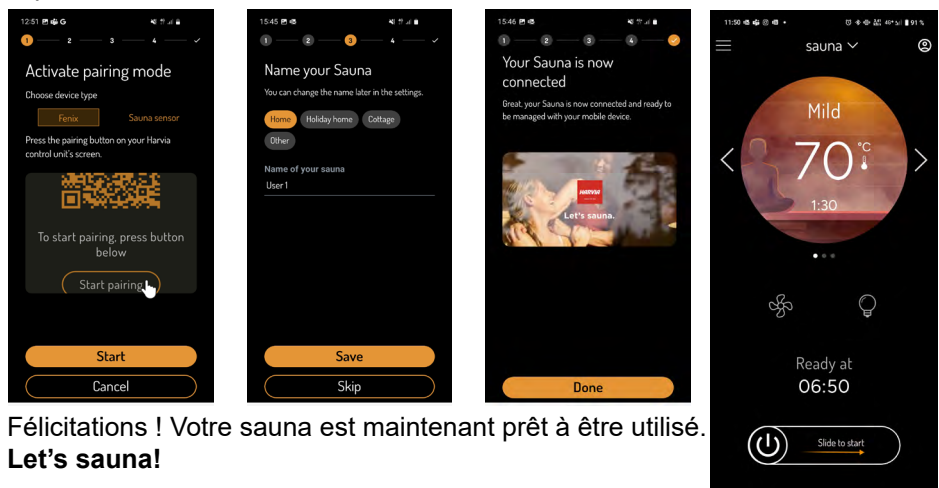 12:51 G
1 2 3 4
Activate pairing mode
Choose device type
Fenix Sauna sensor
Press the pairing button on your Harvia
control unit's screen.
To start pairing, press button
below
Start pairing
Start
Cancel
15:45
1 2 3 4
Name your Sauna
You can change the name later in the settings.
Home Holiday home Cottage
Other
Name of your sauna
User 1
Save
Skip
15:46
1 2 3 4
Your Sauna is now
connected
Great, your Sauna is now connected and ready to
be managed with your mobile device.
HARVIA
Let's sauna.
Done
11:50 91 %
sauna
Mild
70 °C
1:30
Ready at
06:50
Slide to start
Félicitations ! Votre sauna est maintenant prêt à être utilisé.
Let's sauna!